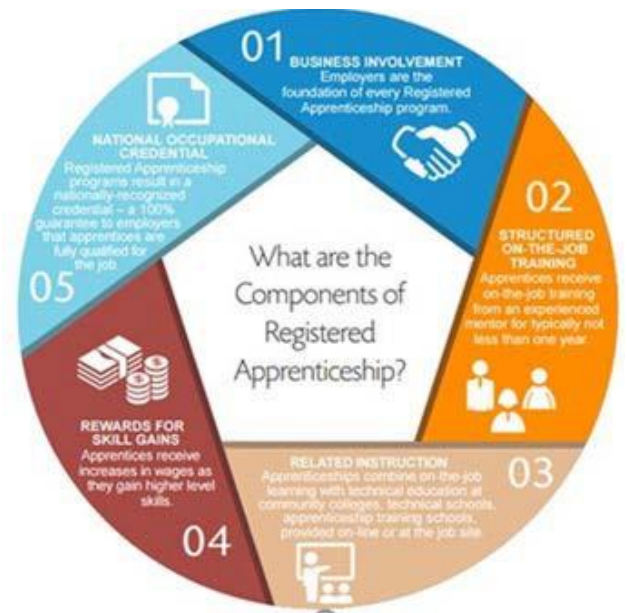 01
BUSINESS INVOLVEMENT
Employers are the
foundation of every Registered
Apprenticeship program.
02
STRUCTURED
ON-THE-JOB
TRAINING
Apprentices receive
on-the-job training
from an experienced
mentor for typically not
less than one year.
03
RELATED INSTRUCTION
Apprenticeships combine on-the-job
learning with technical education at
community colleges, technical schools,
apprenticeship training schools,
provided on-line or at the job site.
04
REWARDS FOR
SKILL GAINS
Apprentices receive
increases in wages as
they gain higher level
skills.
05
NATIONAL OCCUPATIONAL
CREDENTIAL
Registered Apprenticeship
programs result in a
nationally-recognized
credential – a 100%
guarantee to employers
that apprentices are
fully qualified for
the job.
What are the
Components of
Registered
Apprenticeship?